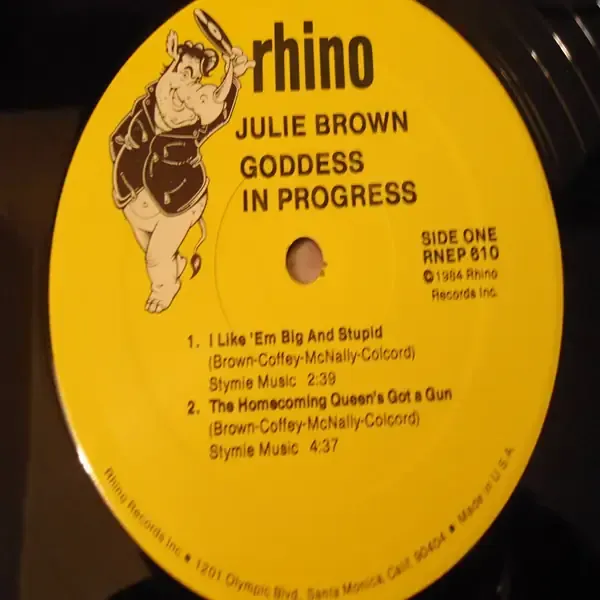 rhino
JULIE BROWN
GODDESS
IN PROGRESS
SIDE ONE
RNEP 610
©1984 Rhino
Records Inc.
1. I Like 'Em Big And Stupid
(Brown-Coffey-McNally-Colcord)
Stymie Music 2:39
2. The Homecoming Queen's Got a Gun
(Brown-Coffey-McNally-Colcord)
Stymie Music 4:37
Rhino Records Inc. • 1201 Olympic Blvd., Santa Monica, Calif. 90404 • Made in U.S.A.